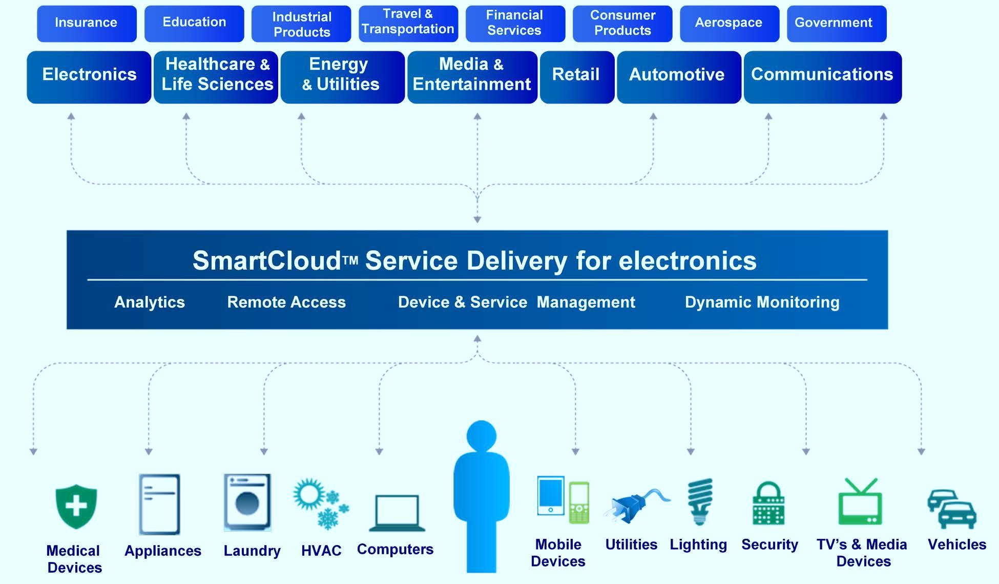 Insurance
Education
Industrial
Products
Travel &
Transportation
Financial
Services
Consumer
Products
Aerospace
Government
Electronics
Healthcare &
Life Sciences
Energy
& Utilities
Media &
Entertainment
Retail
Automotive
Communications
SmartCloud™ Service Delivery for electronics
Analytics
Remote Access
Device & Service Management
Dynamic Monitoring
Medical
Devices
Appliances
Laundry
HVAC
Computers
Mobile
Devices
Utilities
Lighting
Security
TV’s & Media
Devices
Vehicles